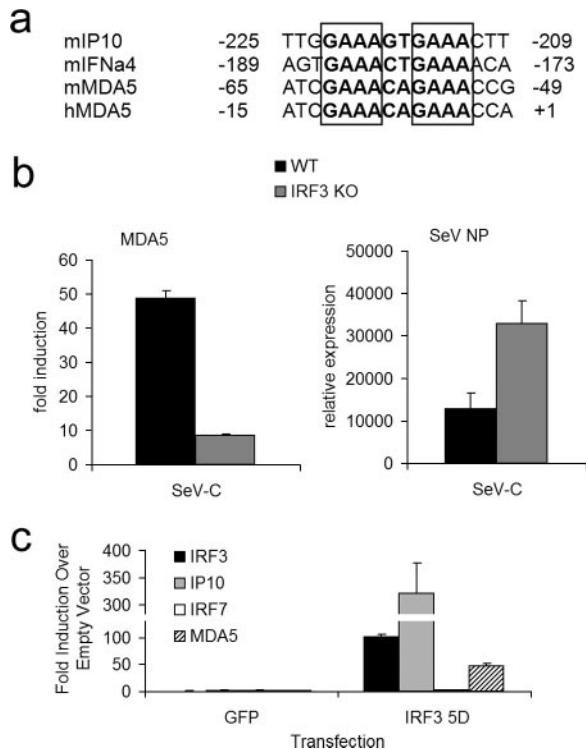 a
mIP10 -225 TTGGAAAGTGAAACTT -209
mIFNa4 -189 AGTGAAACTGAAAACA -173
mMDA5 -65 ATCGAAACAGAAACCG -49
hMDA5 -15 ATCGAAACAGAAACCA +1
b
WT
IRF3 KO
MDA5
fold induction
60
50
40
30
20
10
0
SeV-C
SeV NP
relative expression
50000
40000
30000
20000
10000
0
SeV-C
c
Fold Induction Over
Empty Vector
400
350
300
100
50
0
IRF3
IP10
IRF7
MDA5
GFP
IRF3 5D
Transfection